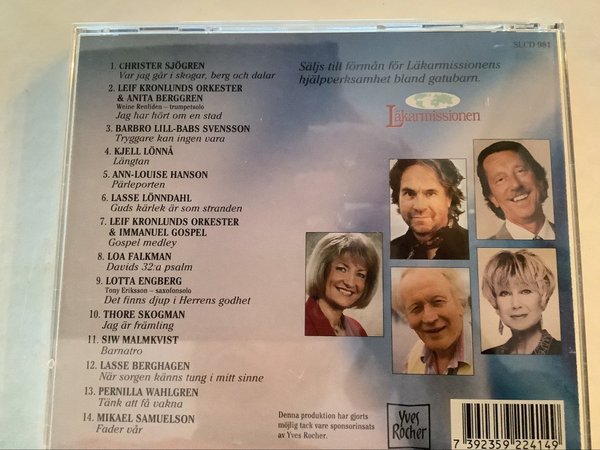 SLCD 981
1. CHRISTER SJÖGREN
Var jag går i skogar, berg och dalar
2. LEIF KRONLUNDS ORKESTER
& ANITA BERGGREN
Weine Renliden – trumpetsolo
Jag har hört om en stad
3. BARBRO LILL-BABS SVENSSON
Tryggare kan ingen vara
4. KJELL LÖNNÅ
Längtan
5. ANN-LOUISE HANSON
Pärleporten
6. LASSE LÖNNDAHL
Guds kärlek är som stranden
7. LEIF KRONLUNDS ORKESTER
& IMMANUEL GOSPEL
Gospel medley
8. LOA FALKMAN
Davids 32:a psalm
9. LOTTA ENGBERG
Tony Eriksson – saxofonsolo
Det finns djup i Herrens godhet
10. THORE SKOGMAN
Jag är främling
11. SIW MALMKVIST
Barnatro
12. LASSE BERGHAGEN
När sorgen känns tung i mitt sinne
13. PERNILLA WAHLGREN
Tänk att få vakna
14. MIKAEL SAMUELSON
Fader vår
Säljs till förmån för Läkarmissionens
hjälpverksamhet bland gatubarn.
Läkarmissionen
Denna produktion har gjorts
möjlig tack vare sponsorinsats
av Yves Rocher.
Yves
Rocher
7 392359 224149